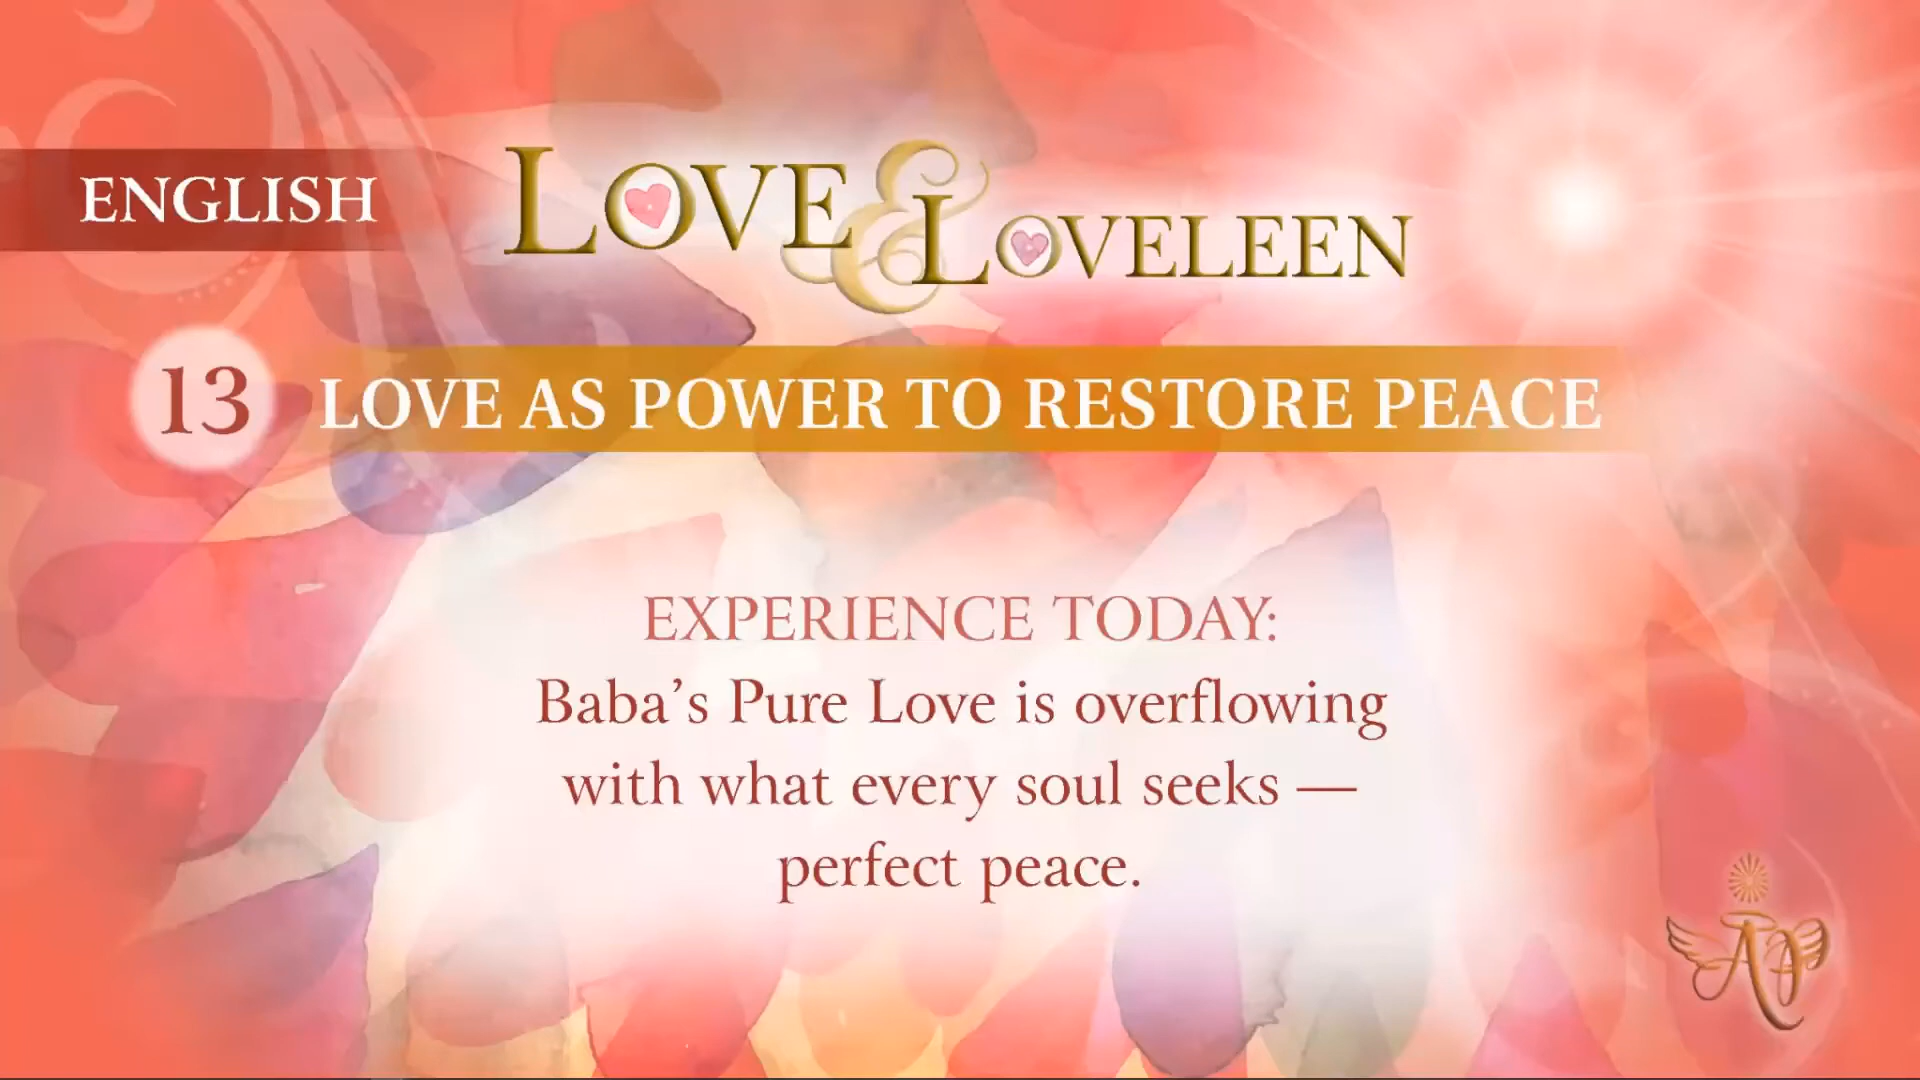 ENGLISH
LOVE & LOVELEEN
13 LOVE AS POWER TO RESTORE PEACE
EXPERIENCE TODAY:
Baba’s Pure Love is overflowing
with what every soul seeks —
perfect peace.